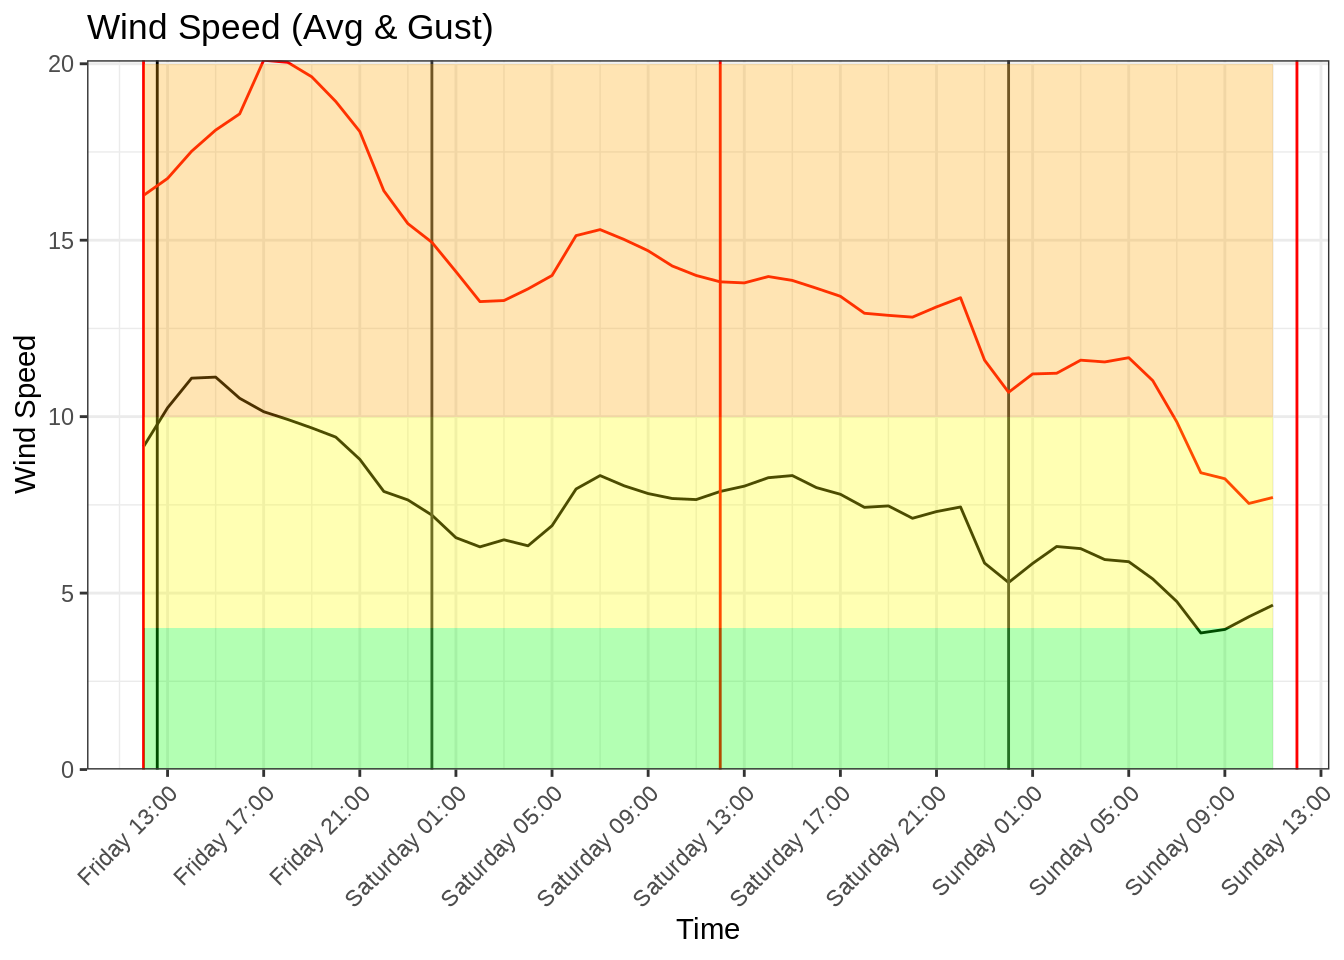 Wind Speed (Avg & Gust)
20
15
10
5
0
Wind Speed
Friday 13:00
Friday 17:00
Friday 21:00
Saturday 01:00
Saturday 05:00
Saturday 09:00
Saturday 13:00
Saturday 17:00
Saturday 21:00
Sunday 01:00
Sunday 05:00
Sunday 09:00
Sunday 13:00
Time